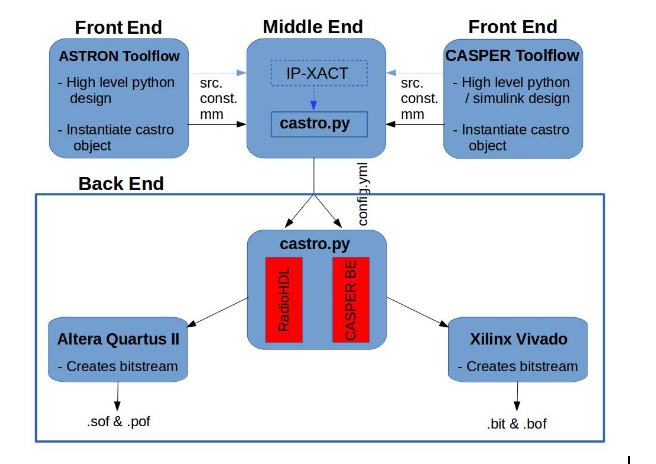 Front End
Middle End
Front End
ASTRON Toolflow
- High level python
design
- Instantiate castro
object
src.
const.
mm
IP-XACT
castro.py
src.
const.
mm
CASPER Toolflow
- High level python
/ simulink design
- Instantiate castro
object
Back End
config.yml
castro.py
RadioHDL
CASPER BE
Altera Quartus II
- Creates bitstream
.sof & .pof
Xilinx Vivado
- Creates bitstream
.bit & .bof